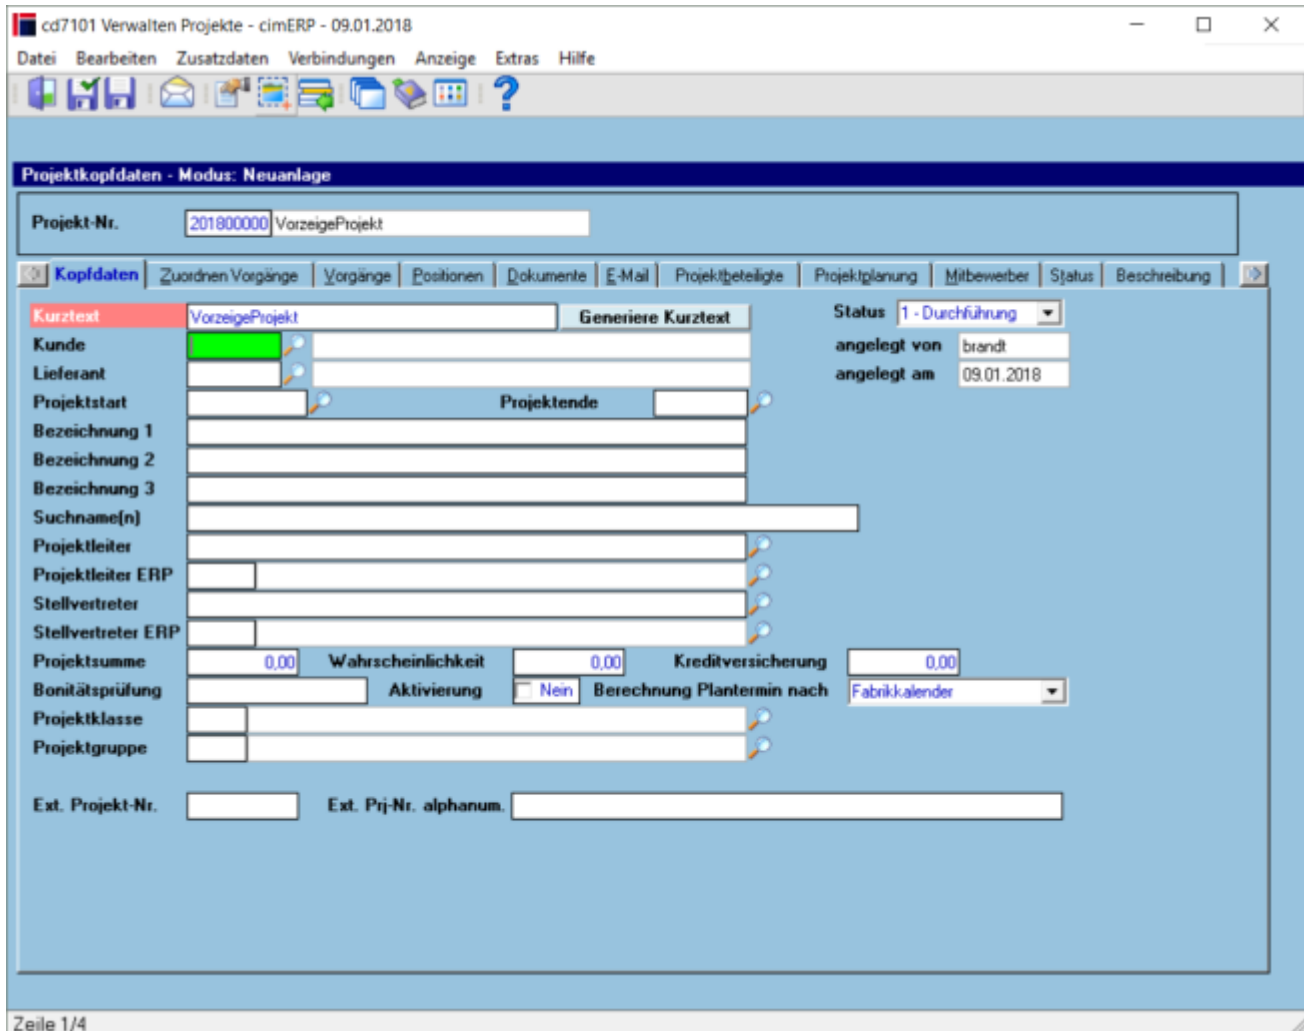 cd7101 Verwalten Projekte - cimERP - 09.01.2018
Datei Bearbeiten Zusatzdaten Verbindungen Anzeige Extras Hilfe
Projektkopfdaten - Modus: Neuanlage
Projekt-Nr. 201800000 VorzeigeProjekt
Kopfdaten Zuordnen Vorgänge Vorgänge Positionen Dokumente E-Mail Projektbeteiligte Projektplanung Mitbewerber Status Beschreibung
Kurztext VorzeigeProjekt Generiere Kurztext Status 1 - Durchführung
Kunde angelegt von brandt
Lieferant angelegt am 09.01.2018
Projektstart Projektende
Bezeichnung 1
Bezeichnung 2
Bezeichnung 3
Suchname(n)
Projektleiter
Projektleiter ERP
Stellvertreter
Stellvertreter ERP
Projektsumme 0,00 Wahrscheinlichkeit 0,00 Kreditversicherung 0,00
Bonitätsprüfung Aktivierung Nein Berechnung Plantermin nach Fabrikkalender
Projektklasse
Projektgruppe
Ext. Projekt-Nr. Ext. Prj-Nr. alphanum.
Zeile 1/4